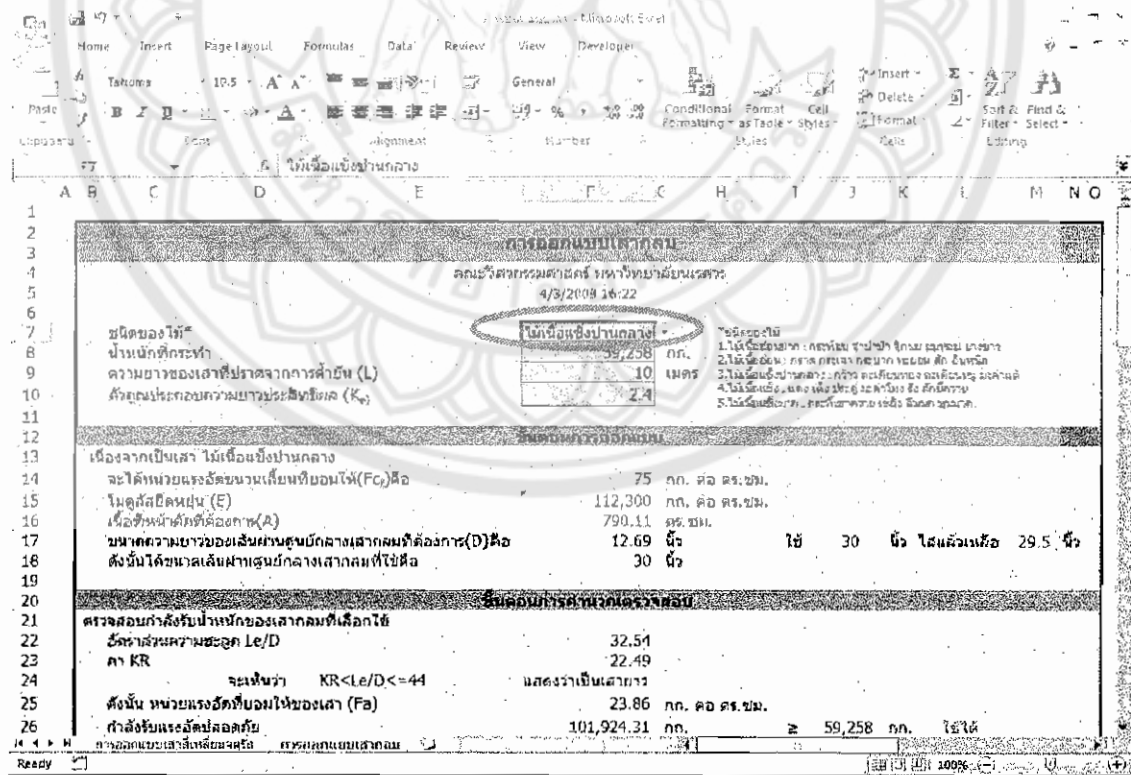 Microsoft Excel
Home Insert Page Layout Formulas Data Review View Developer
Paste Tahoma 10.5 General Conditional Formatting Format as Table Cell Styles Insert Delete Format Sort & Filter Find & Select
Clipboard Font Alignment Number Styles Cells Editing
F7 ไม้เนื้อแข็งปานกลาง
A B C D E F G H I J K L M N O
1
2 การออกแบบเสากลม
3
4 คณะวิศวกรรมศาสตร์ มหาวิทยาลัยนเรศวร
5 4/3/2009 16:22
6
7 ชนิดของไม้ ไม้เนื้อแข็งปานกลาง
8 น้ำหนักที่กระทำ 59,258 กก.
9 ความยาวของเสาที่ปราศจากการค้ำยัน (L) 10 เมตร
10 ตัวคูณประกอบความยาวประสิทธิผล (Ke) 2.4
11
12 ขั้นตอนการออกแบบ
13 เนื่องจากเป็นเสา ไม้เนื้อแข็งปานกลาง
14 จะได้หน่วยแรงอัดขนานเสี้ยนที่ยอมให้(Fc)คือ 75 กก. ต่อ ตร.ซม.
15 โมดูลัสยืดหยุ่น (E) 112,300 กก. ต่อ ตร.ซม.
16 เนื้อที่หน้าตัดที่ต้องการ(A) 790.11 ตร.ซม.
17 ขนาดความยาวของเส้นผ่านศูนย์กลางเสากลมที่ต้องการ(D)คือ 12.69 นิ้ว ใช้ 30 นิ้ว ไสแล้วเหลือ 29.5 นิ้ว
18 ดังนั้นได้ขนาดเส้นผ่านศูนย์กลางเสากลมที่ใช้คือ 30 นิ้ว
19
20 ขั้นตอนการคำนวณตรวจสอบ
21 ตรวจสอบกำลังรับน้ำหนักของเสากลมที่เลือกใช้
22 อัตราส่วนความชะลูด Le/D 32.54
23 ค่า KR 22.49
24 จะเห็นว่า KR<Le/D<=44 แสดงว่าเป็นเสายาว
25 ดังนั้น หน่วยแรงอัดที่ยอมให้ของเสา (Fa) 23.86 กก. ต่อ ตร.ซม.
26 กำลังรับแรงอัดปลอดภัย 101,924.31 กก. ≥ 59,258 กก. ใช้ได้
การออกแบบเสาสี่เหลี่ยมจตุรัส การออกแบบเสากลม
Ready 100%